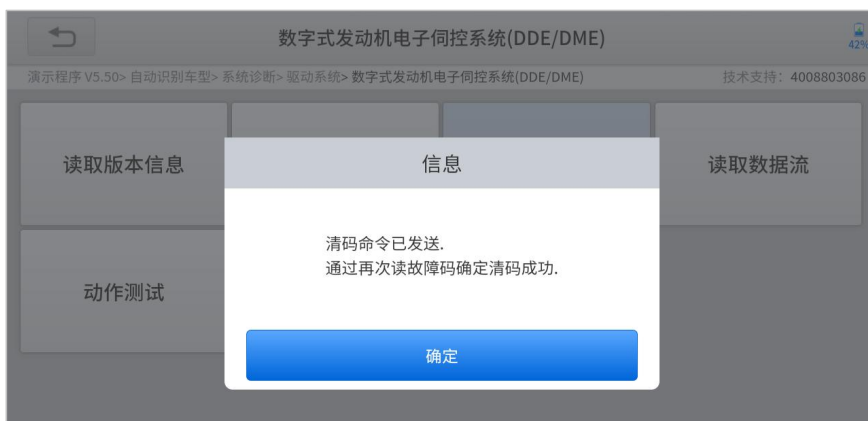 数字式发动机电子伺控系统(DDE/DME)
42%
演示程序 V5.50> 自动识别车型> 系统诊断> 驱动系统> 数字式发动机电子伺控系统(DDE/DME)
技术支持：4008803086
读取版本信息
读取数据流
信息
清码命令已发送.
通过再次读故障码确定清码成功.
动作测试
确定